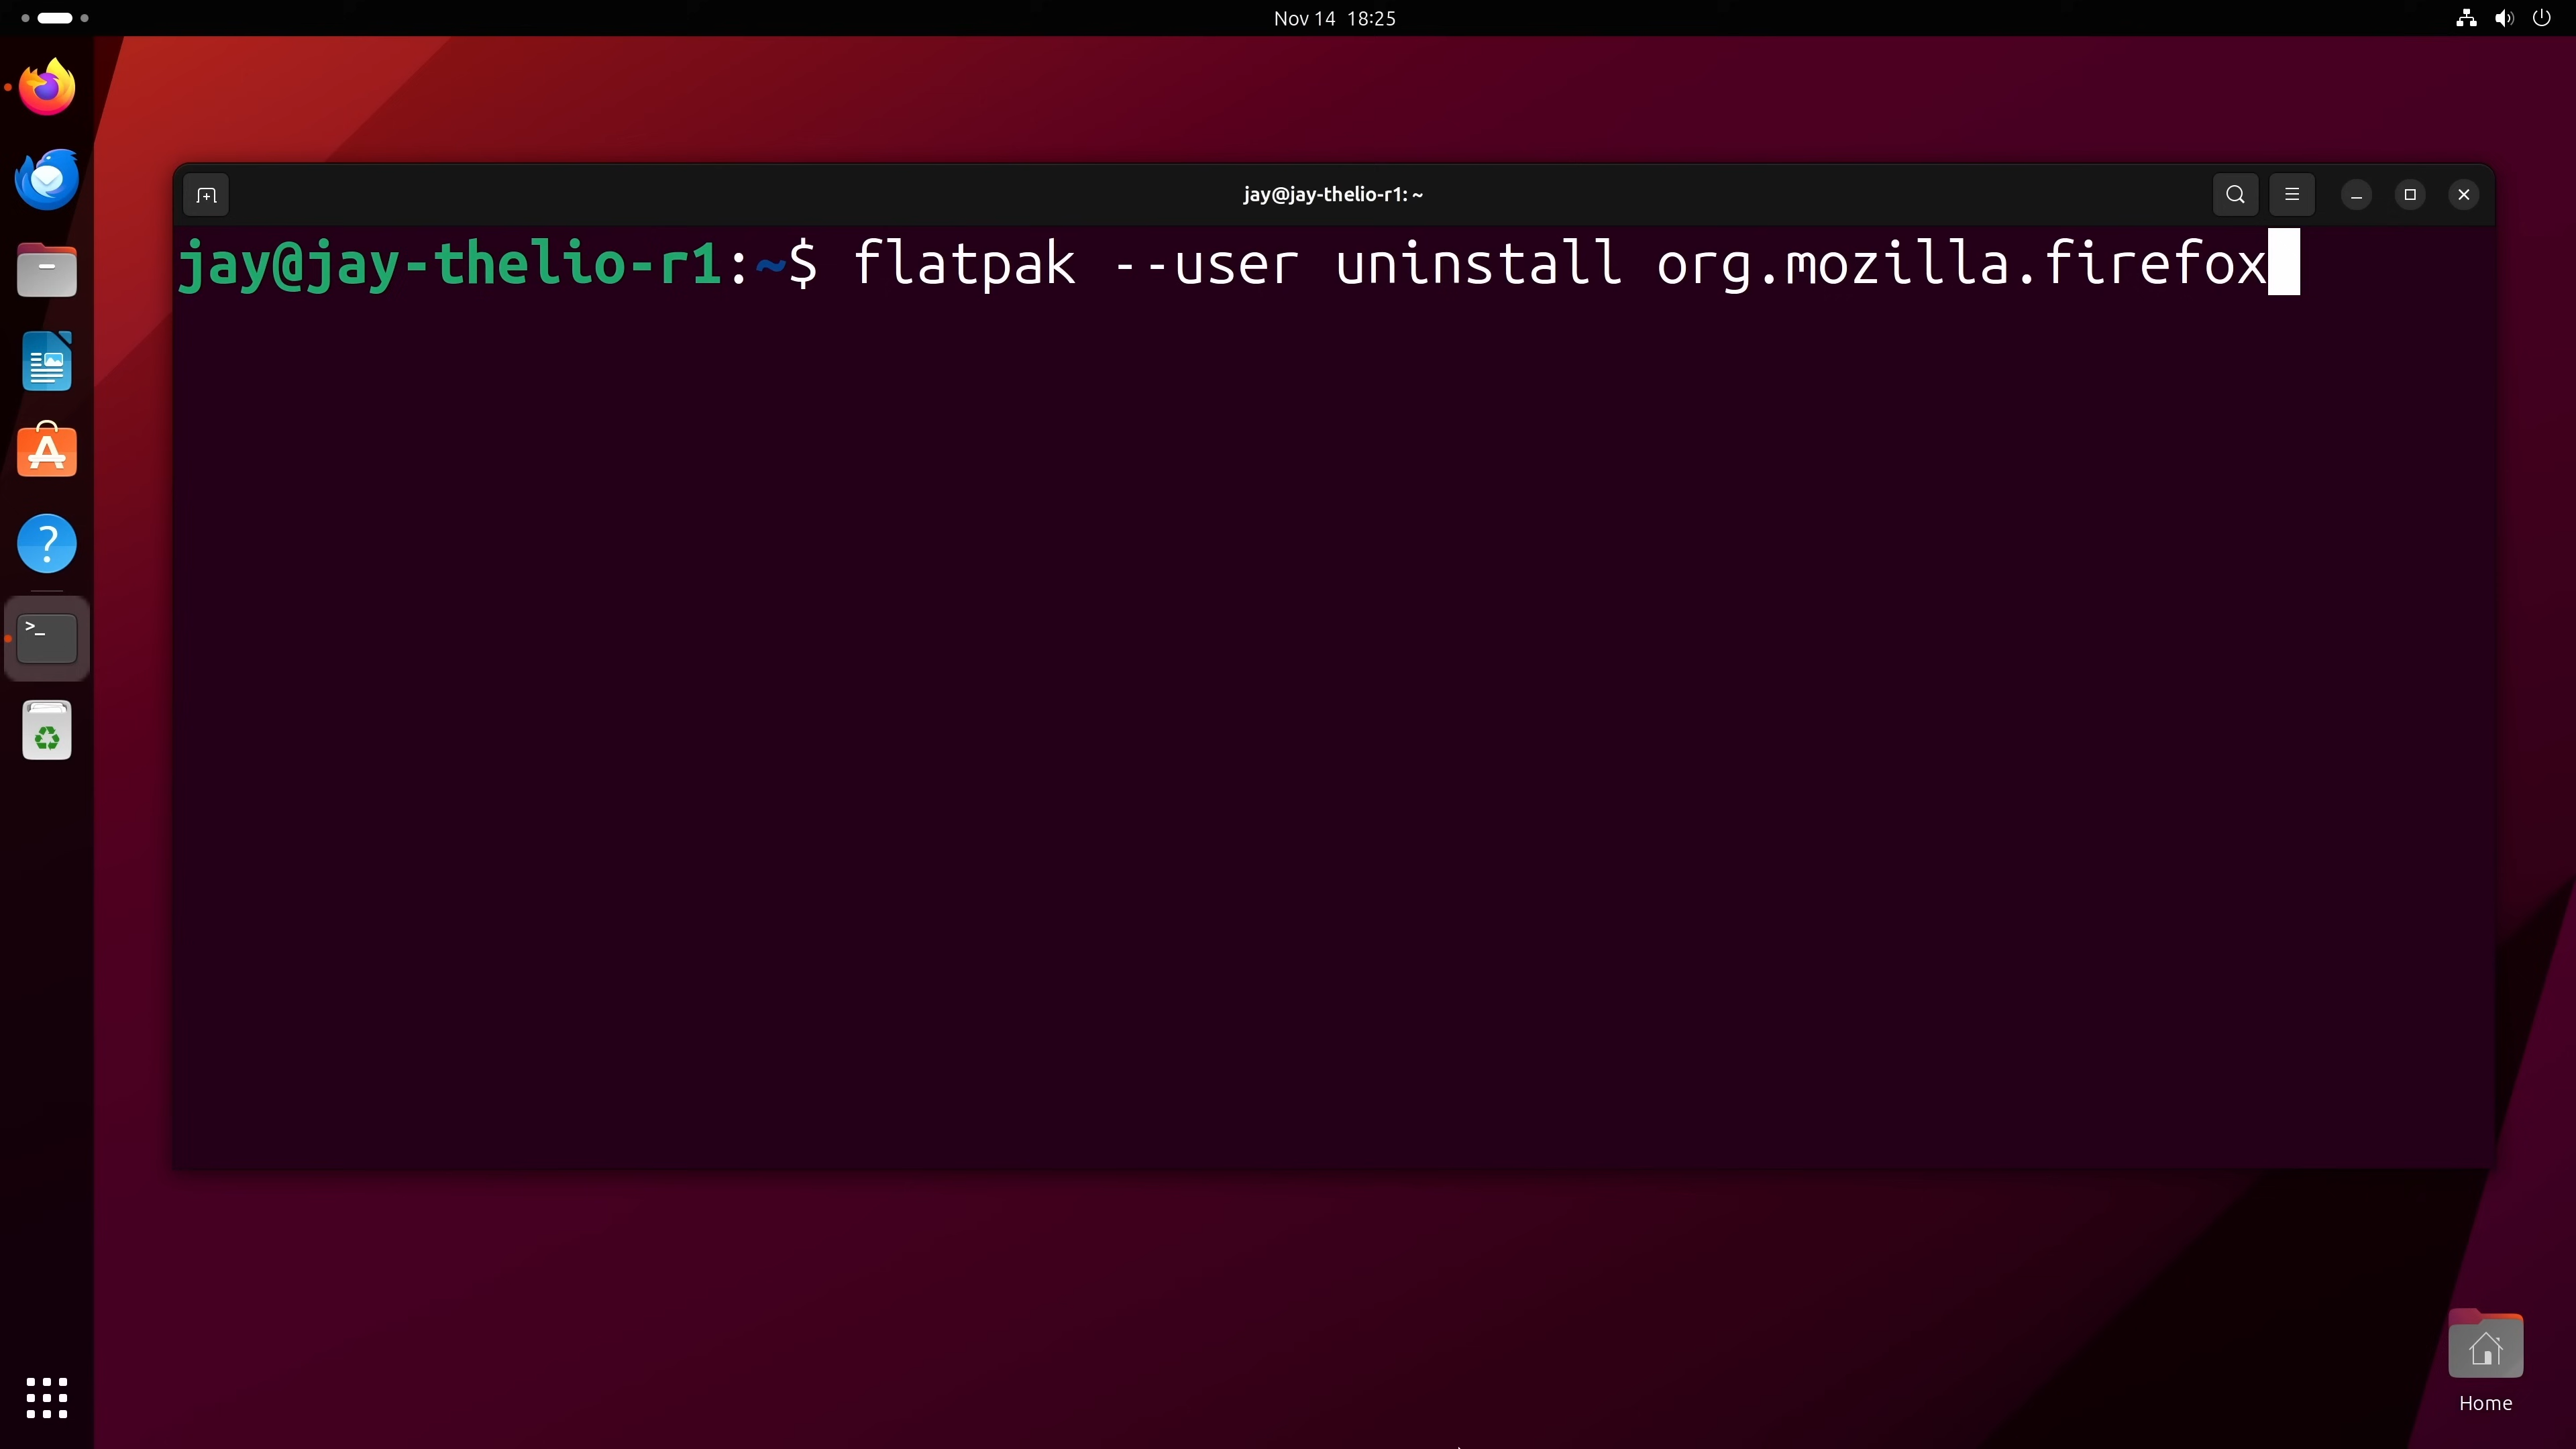 Nov 14 18:25
jay@jay-thelio-r1: ~
jay@jay-thelio-r1:~$ flatpak --user uninstall org.mozilla.firefox
Home